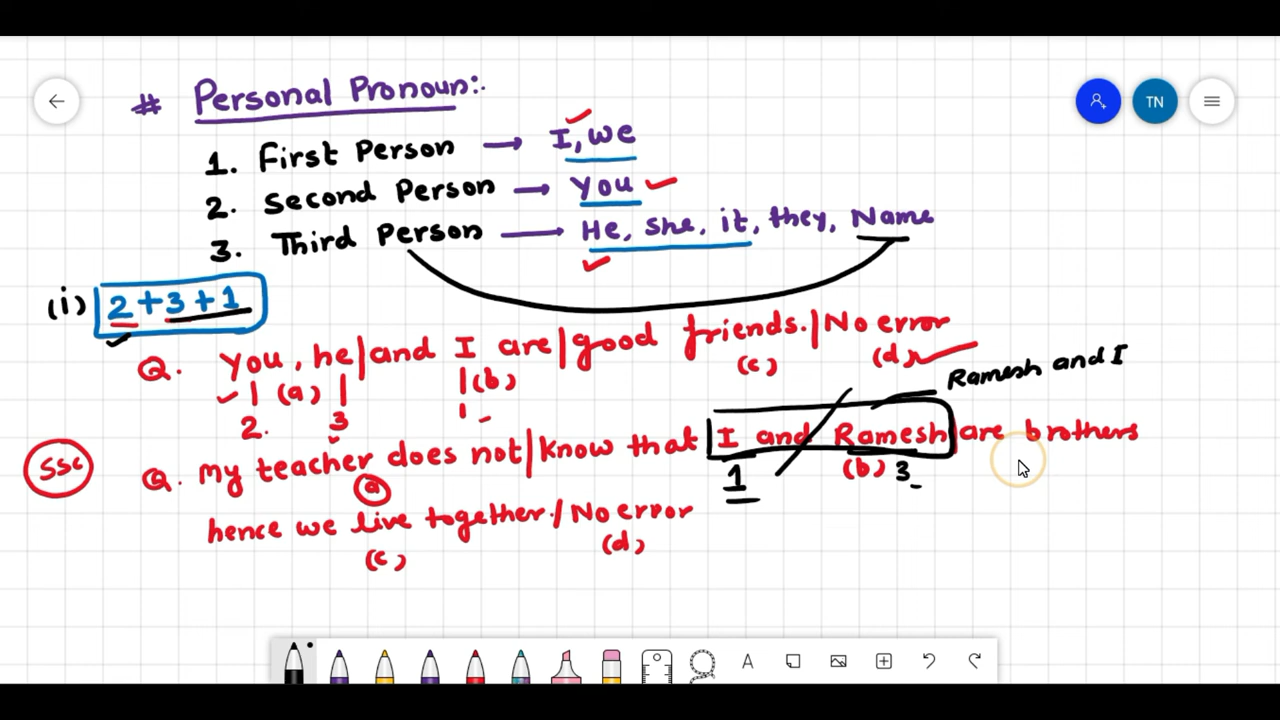 TN
# Personal Pronoun:-
1. First Person → I, we
2. Second Person → You
3. Third Person → He, she, it, they, Name
(i) 2+3+1
Q. You, he/and I are/good friends./No error
(a) (b) (c) (d)
2. 3 1
Ramesh and I
SSC
Q. My teacher does not/know that I and Ramesh are brothers
(a) 1 (b) 3
hence we live together./No error
(c) (d)
A